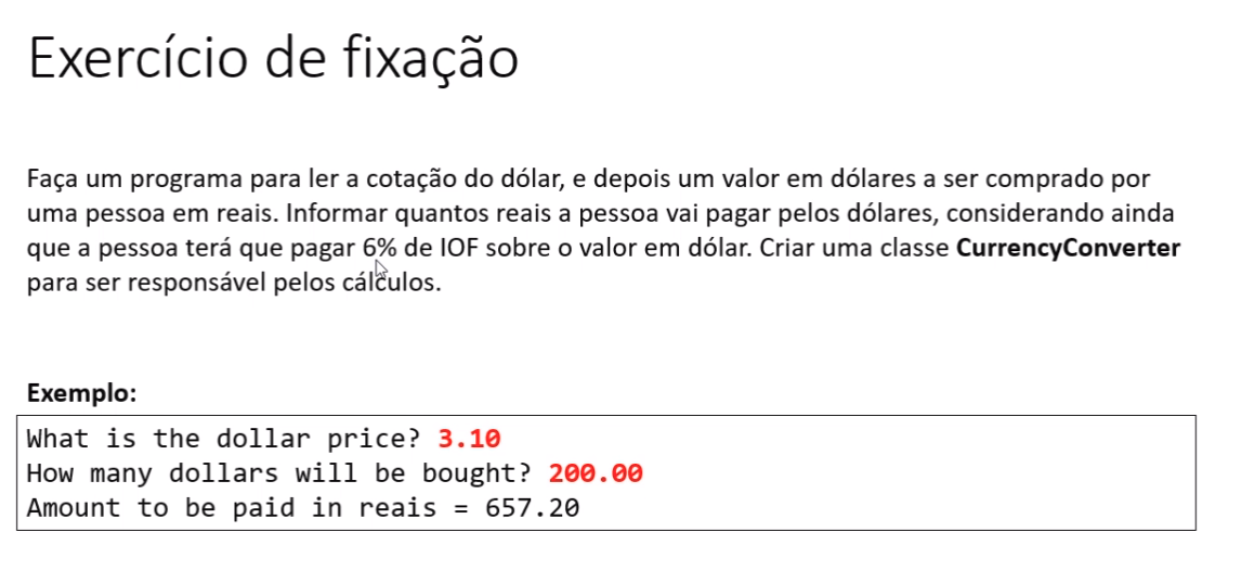 Exercício de fixação
Faça um programa para ler a cotação do dólar, e depois um valor em dólares a ser comprado por
uma pessoa em reais. Informar quantos reais a pessoa vai pagar pelos dólares, considerando ainda
que a pessoa terá que pagar 6% de IOF sobre o valor em dólar. Criar uma classe CurrencyConverter
para ser responsável pelos cálculos.
Exemplo:
What is the dollar price? 3.10
How many dollars will be bought? 200.00
Amount to be paid in reais = 657.20